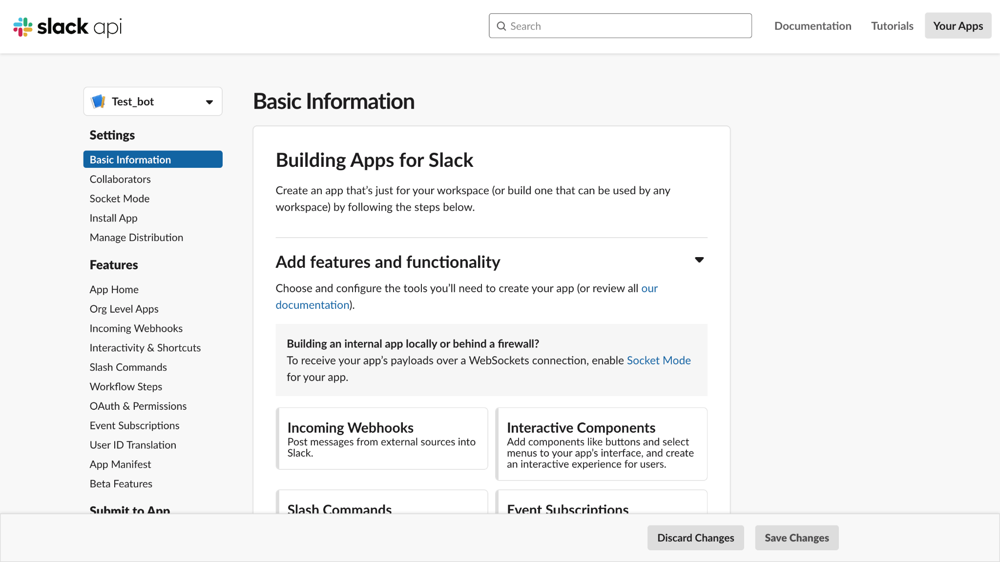 slack api
Search
Documentation
Tutorials
Your Apps
Test_bot
Settings
Basic Information
Collaborators
Socket Mode
Install App
Manage Distribution
Features
App Home
Org Level Apps
Incoming Webhooks
Interactivity & Shortcuts
Slash Commands
Workflow Steps
OAuth & Permissions
Event Subscriptions
User ID Translation
App Manifest
Beta Features
Submit to App
Basic Information
Building Apps for Slack
Create an app that’s just for your workspace (or build one that can be used by any
workspace) by following the steps below.
Add features and functionality
Choose and configure the tools you’ll need to create your app (or review all our
documentation).
Building an internal app locally or behind a firewall?
To receive your app’s payloads over a WebSockets connection, enable Socket Mode
for your app.
Incoming Webhooks
Post messages from external sources into
Slack.
Interactive Components
Add components like buttons and select
menus to your app’s interface, and create
an interactive experience for users.
Slash Commands
Event Subscriptions
Discard Changes
Save Changes